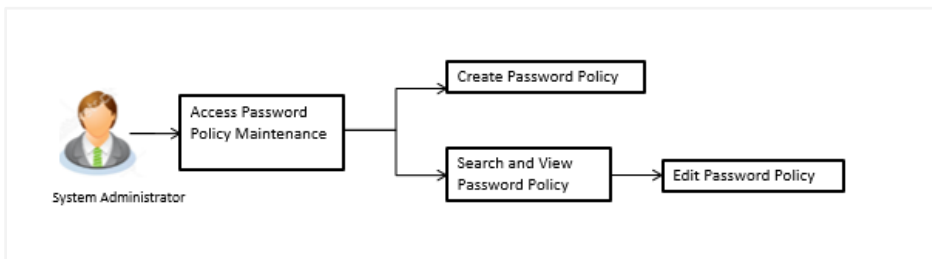 Create Password Policy
Access Password
Policy Maintenance
Search and View
Password Policy
Edit Password Policy
System Administrator